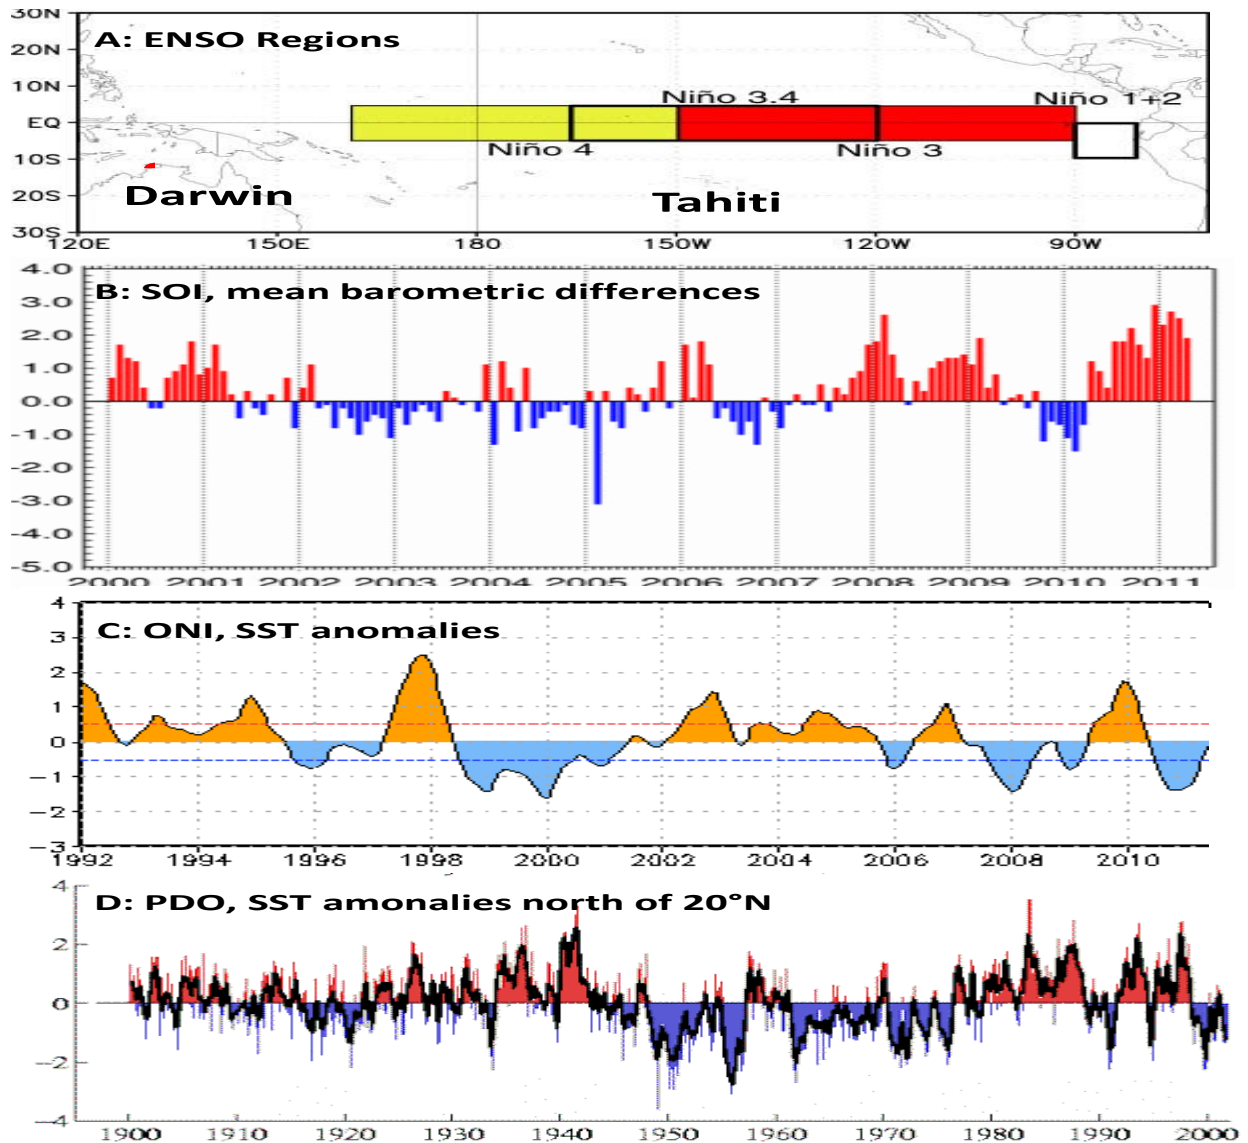 30N
A: ENSO Regions
20N
10N
Niño 3.4
Niño 1+2
EQ
Niño 4
Niño 3
10S
Darwin
Tahiti
20S
30S
120E 150E 180 150W 120W 90W
4.0
B: SOI, mean barometric differences
3.0
2.0
1.0
0.0
-1.0
-2.0
-3.0
-4.0
-5.0
2000 2001 2002 2003 2004 2005 2006 2007 2008 2009 2010 2011
4
C: ONI, SST anomalies
3
2
1
0
-1
-2
-3
1992 1994 1996 1998 2000 2002 2004 2006 2008 2010
4
D: PDO, SST amonalies north of 20°N
2
0
-2
-4
1900 1910 1920 1930 1940 1950 1960 1970 1980 1990 2000